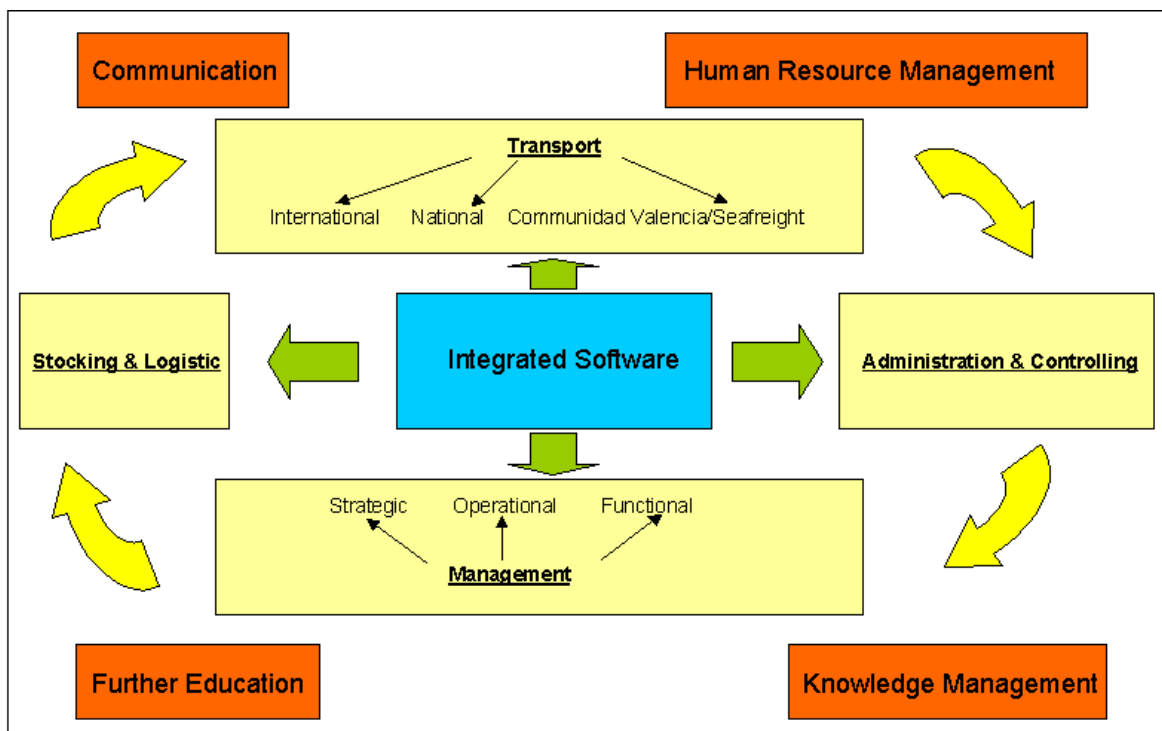 Communication
Human Resource Management
Transport
International National Communidad Valencia/Seafreight
Stocking & Logistic
Integrated Software
Administration & Controlling
Strategic Operational Functional
Management
Further Education
Knowledge Management